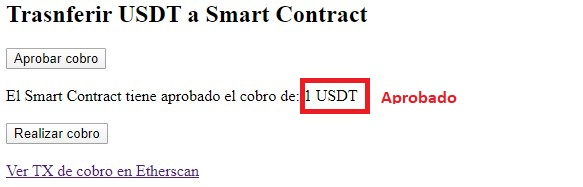 Trasnferir USDT a Smart Contract
Aprobar cobro
El Smart Contract tiene aprobado el cobro de: 1 USDT Aprobado
Realizar cobro
Ver TX de cobro en Etherscan